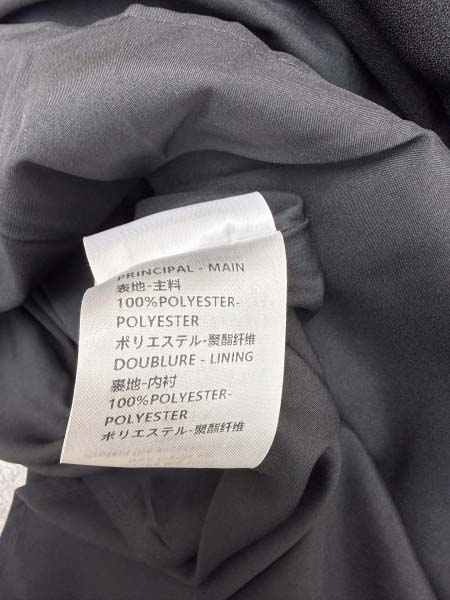 PRINCIPAL - MAIN
表地-主料
100%POLYESTER-
POLYESTER
ポリエステル-聚酯纤维
DOUBLURE - LINING
裏地-内衬
100%POLYESTER-
POLYESTER
ポリエステル-聚酯纤维